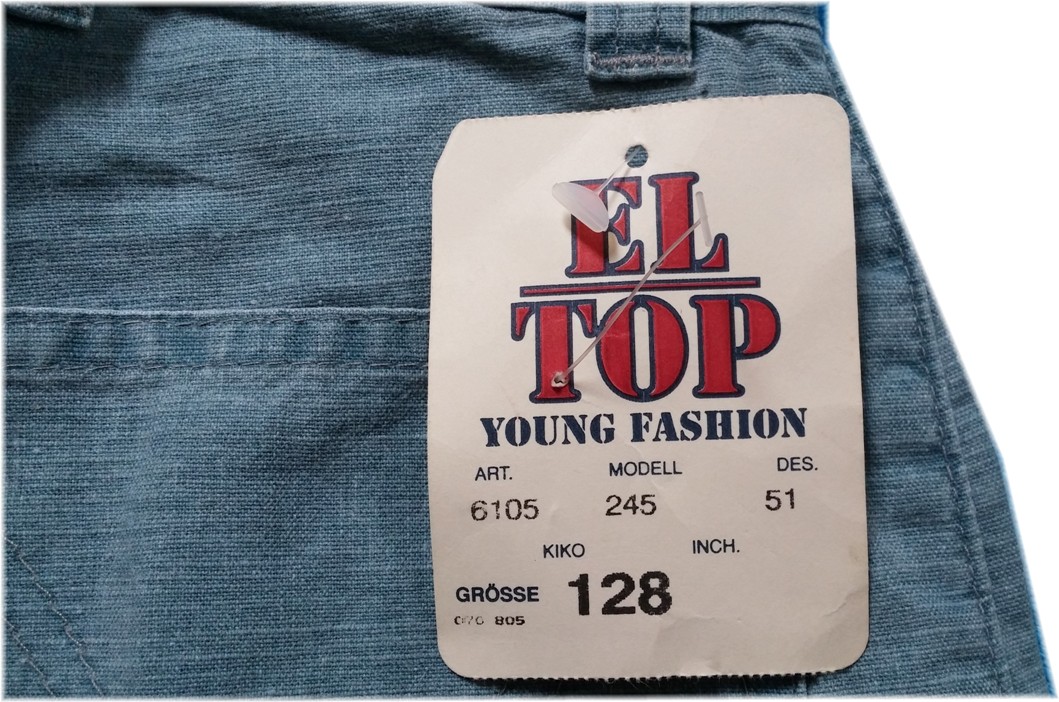 EL
TOP
YOUNG FASHION
ART. MODELL DES.
6105 245 51
KIKO INCH.
GRÖSSE 128
805